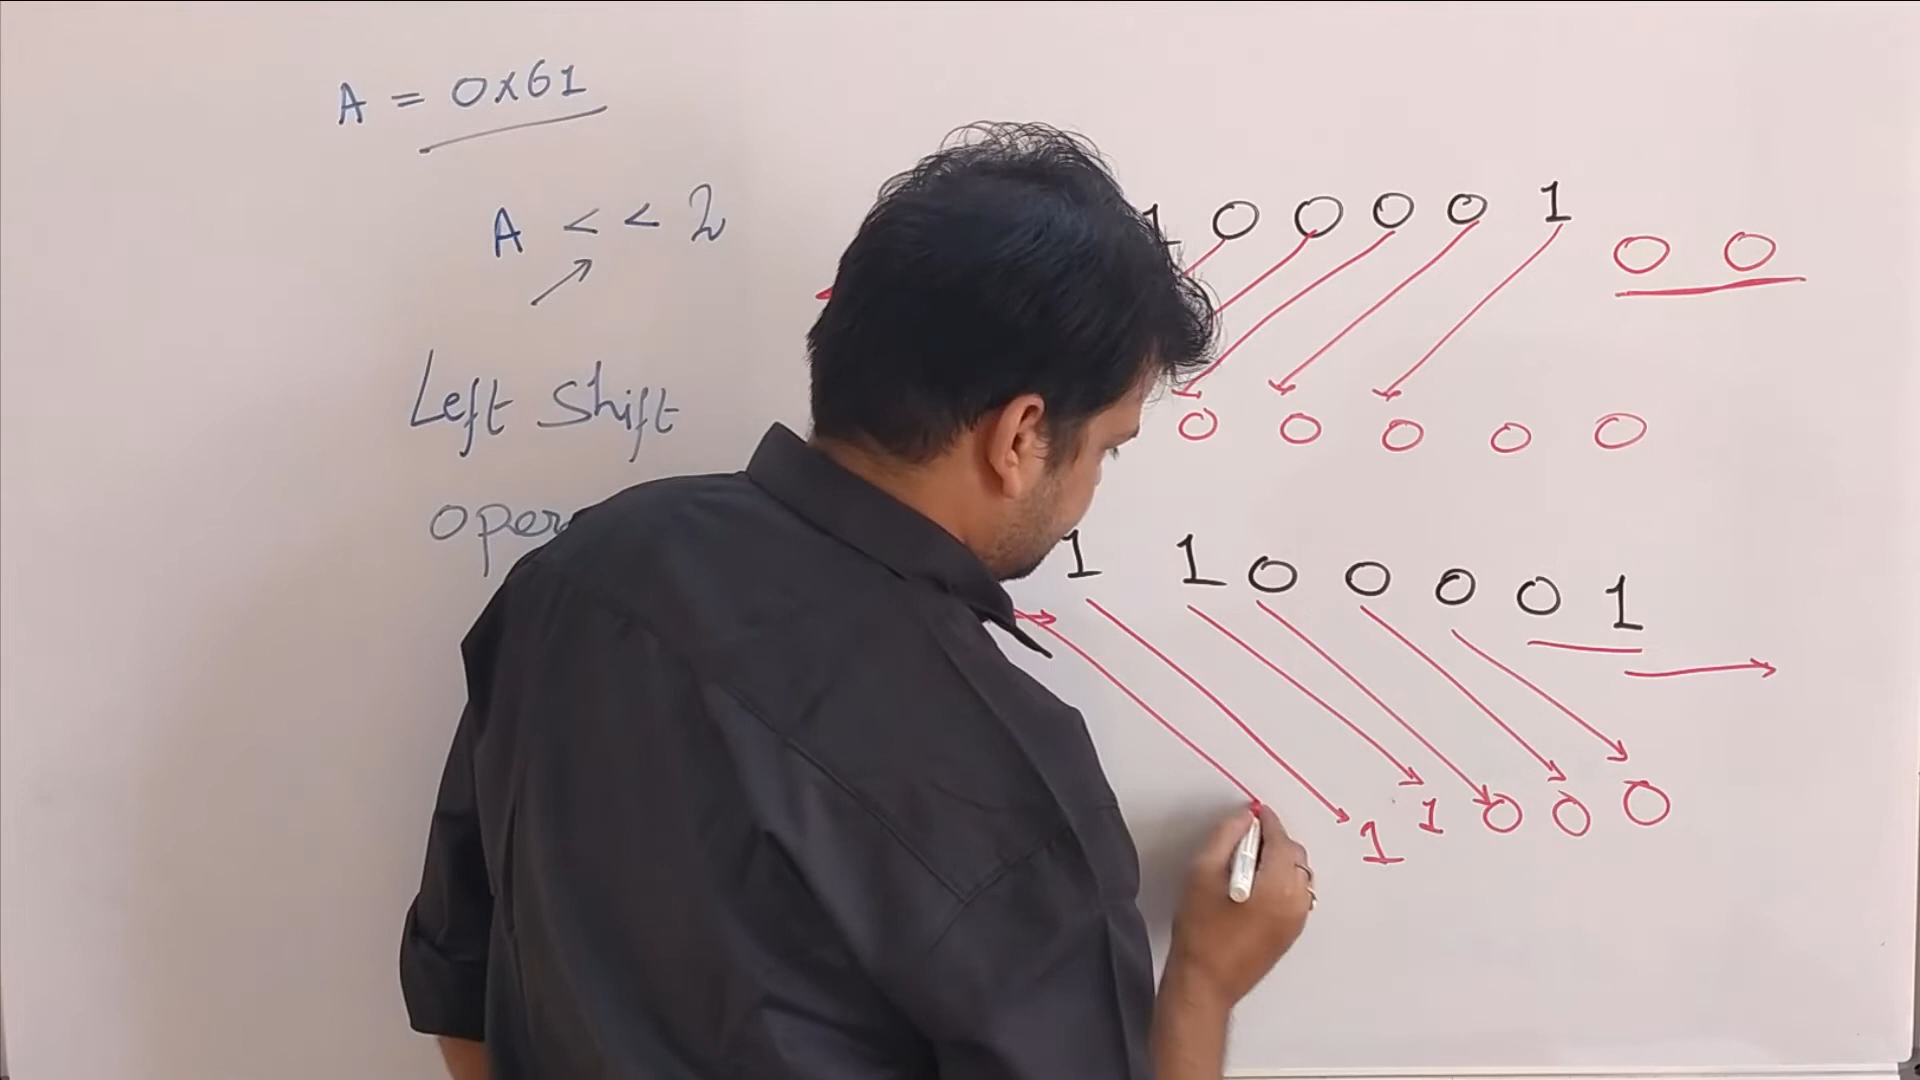 A = 0x61
A < < 2
Left Shift
1 0 0 0 0 1
0 0
0 0 0 0 0
1 1 0 0 0 0 1
1 1 0 0 0